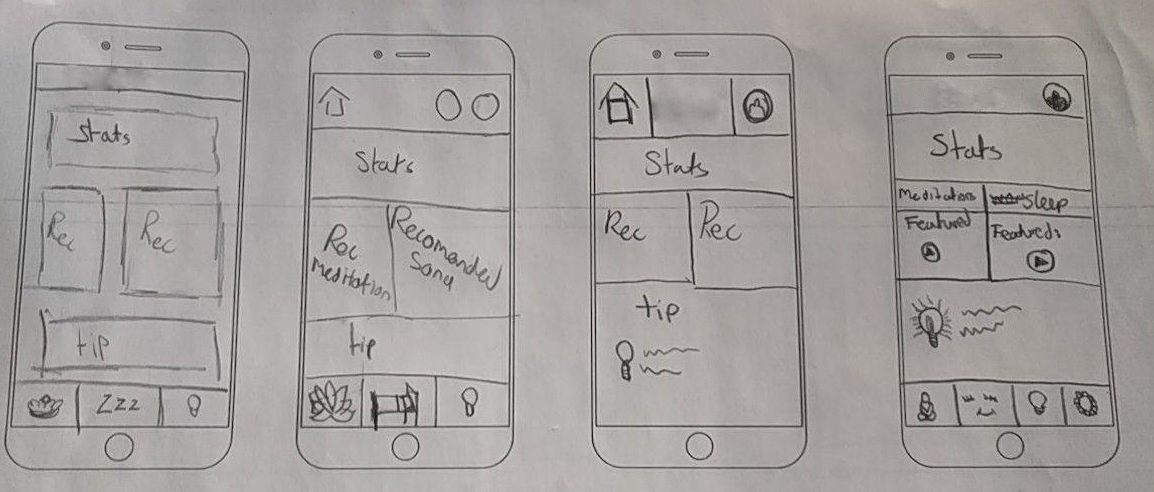 Stats
Rec
Rec
tip
Zzz
Stats
Rec
meditation
Recomended
Song
tip
Stats
Rec
Rec
tip
Stats
Meditation
sleep
Featured
Featured: